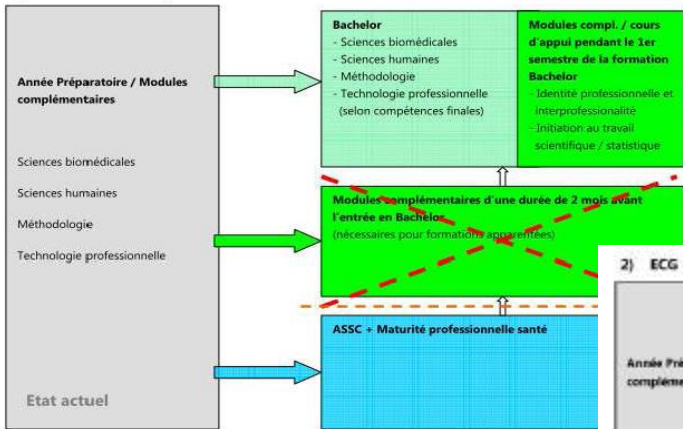 Année Préparatoire / Modules
complémentaires
Sciences biomédicales
Sciences humaines
Méthodologie
Technologie professionnelle
Etat actuel
Bachelor
- Sciences biomédicales
- Sciences humaines
- Méthodologie
- Technologie professionnelle
(selon compétences finales)
Modules compl. / cours
d'appui pendant le 1er
semestre de la formation
Bachelor
- Identité professionnelle et
interprofessionalité
- Initiation au travail
scientifique / statistique
Modules complémentaires d'une durée de 2 mois avant
l'entrée en Bachelor
(nécessaires pour formations apparentées)
ASSC + Maturité professionnelle santé
2) ECG
Année Pré
compléme